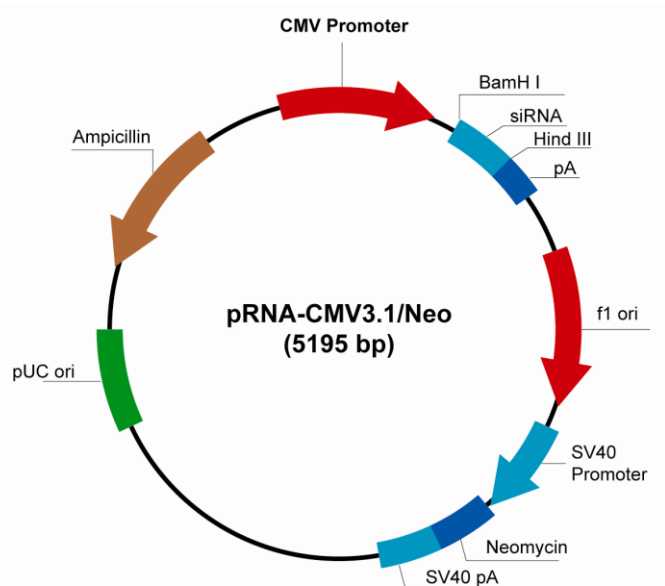 CMV Promoter
BamH I
siRNA
Hind III
pA
Ampicillin
pRNA-CMV3.1/Neo
(5195 bp)
f1 ori
pUC ori
SV40
Promoter
Neomycin
SV40 pA